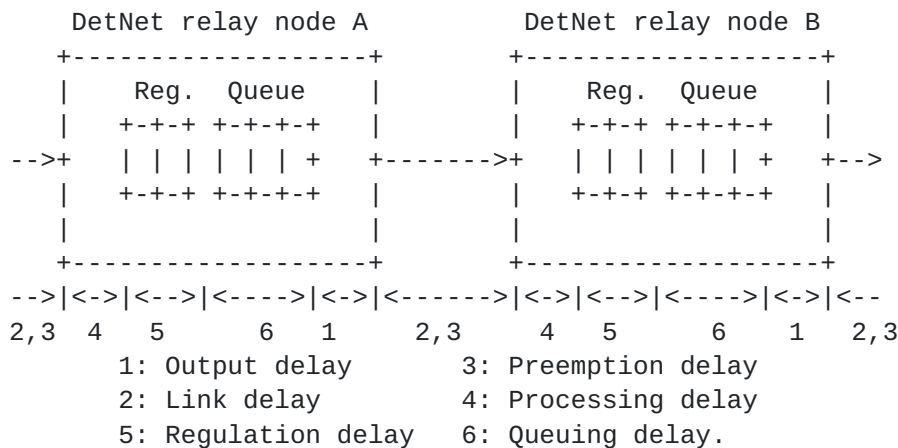 DetNet relay node A          DetNet relay node B
   +-------------------+        +-------------------+
   |    Reg.  Queue    |        |    Reg.  Queue    |
   |   +-+-+ +-+-+-+   |        |   +-+-+ +-+-+-+   |
-->+   | | | | | | +   +------->+   | | | | | | +   +-->
   |   +-+-+ +-+-+-+   |        |   +-+-+ +-+-+-+   |
   |                   |        |                   |
   +-------------------+        +-------------------+
-->|<->|<-->|<---->|<->|<------>|<->|<-->|<---->|<->|<--
2,3  4   5      6    1    2,3     4   5      6    1   2,3
       1: Output delay       3: Preemption delay
       2: Link delay         4: Processing delay
       5: Regulation delay   6: Queuing delay.